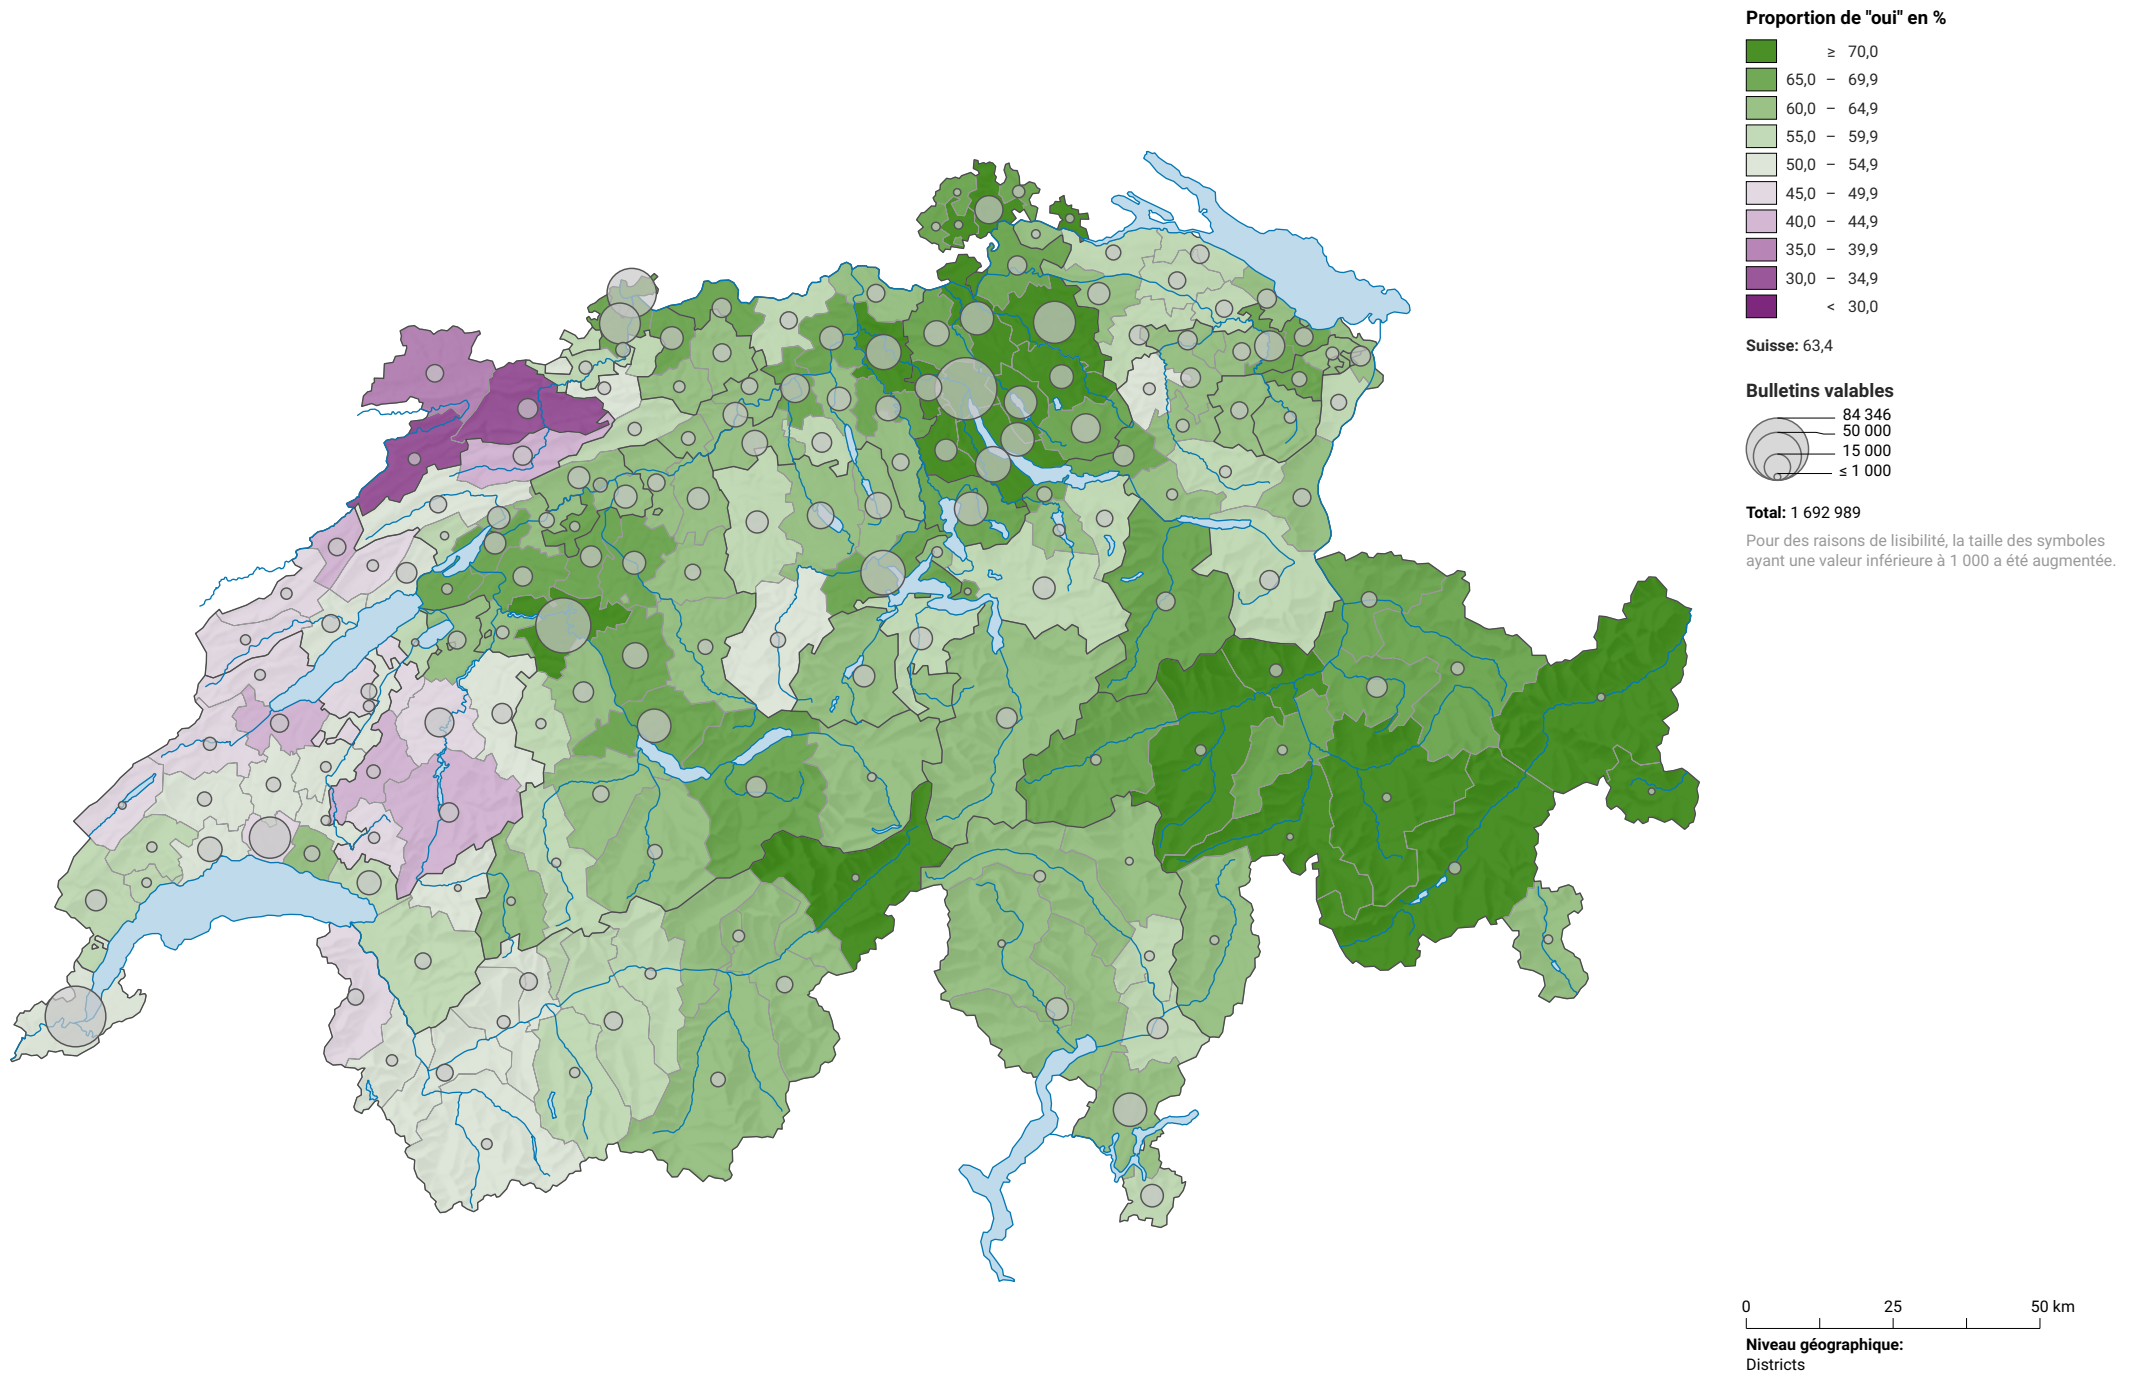 Proportion de "oui" en %
≥ 70,0
65,0 – 69,9
60,0 – 64,9
55,0 – 59,9
50,0 – 54,9
45,0 – 49,9
40,0 – 44,9
35,0 – 39,9
30,0 – 34,9
< 30,0
Suisse: 63,4
Bulletins valables
84 346
50 000
15 000
≤ 1 000
Total: 1 692 989
Pour des raisons de lisibilité, la taille des symboles
ayant une valeur inférieure à 1 000 a été augmentée.
0 25 50 km
Niveau géographique:
Districts